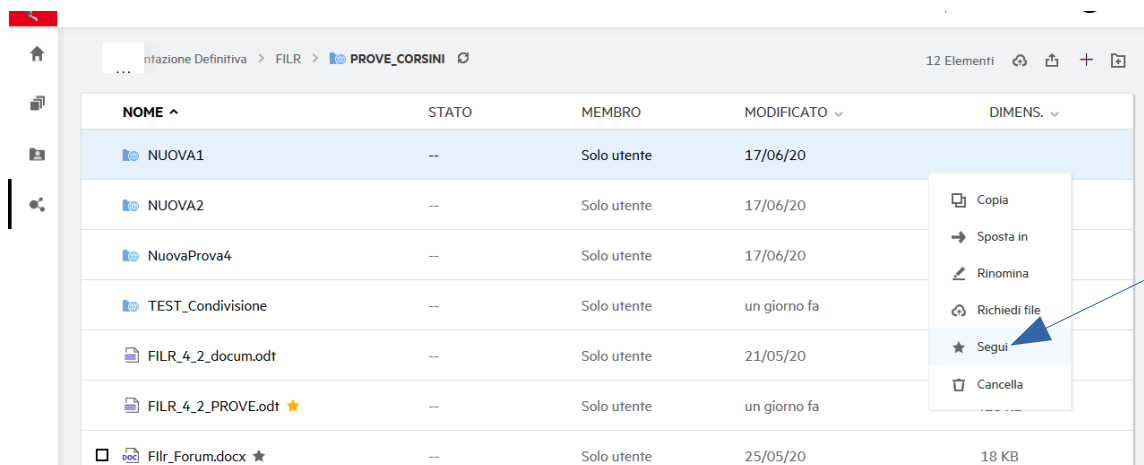 ... ntazione Definitiva > FILR > PROVE_CORSINI
12 Elementi
NOME STATO MEMBRO MODIFICATO DIMENS.
NUOVA1 -- Solo utente 17/06/20
NUOVA2 -- Solo utente 17/06/20
NuovaProva4 -- Solo utente 17/06/20
TEST_Condivisione -- Solo utente un giorno fa
FILR_4_2_docum.odt -- Solo utente 21/05/20
FILR_4_2_PROVE.odt -- Solo utente un giorno fa
FIlr_Forum.docx -- Solo utente 25/05/20 18 KB
Copia
Sposta in
Rinomina
Richiedi file
Segui
Cancella